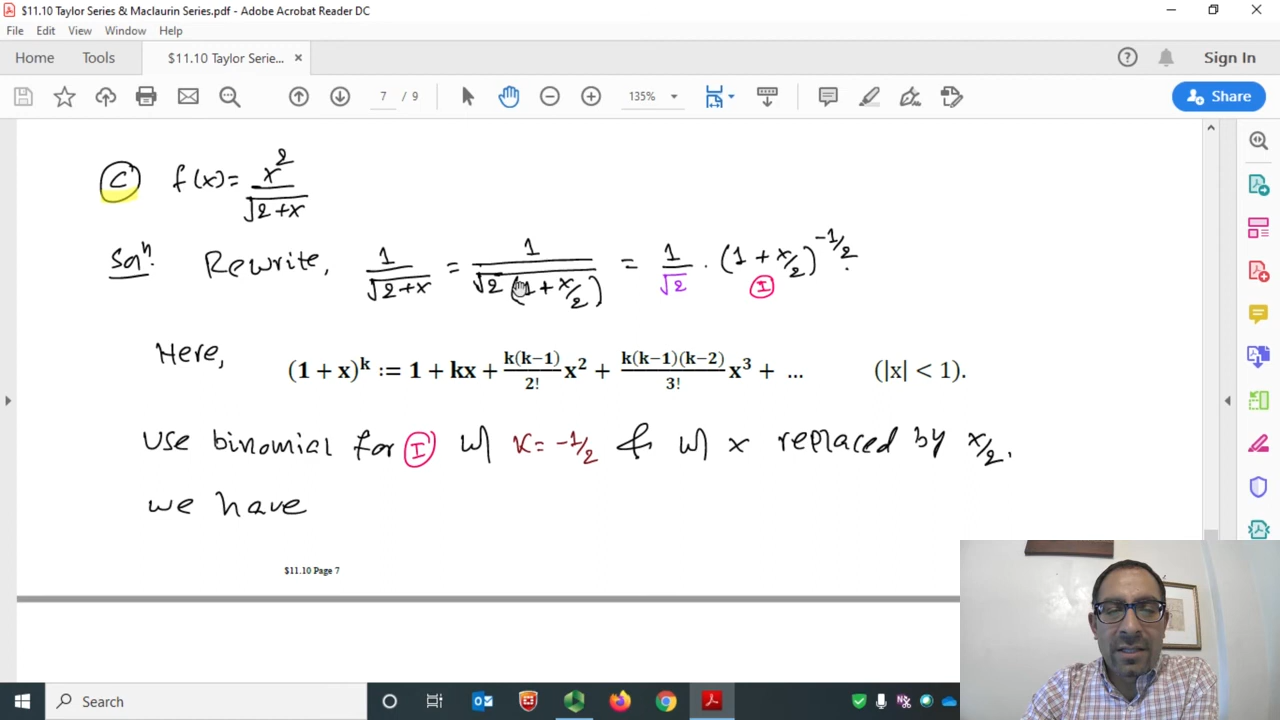 $11.10 Taylor Series & Maclaurin Series.pdf - Adobe Acrobat Reader DC
File Edit View Window Help
Home Tools $11.10 Taylor Serie... × Sign In
7 / 9 135% Share
C f(x)= x^2/√(2+x)
Solⁿ. Rewrite, 1/√(2+x) = 1/√(2(1+x/2)) = 1/√2 · (1+x/2)^(-1/2).
I
Here, (1 + x)^k := 1 + kx + k(k−1)/2! x^2 + k(k−1)(k−2)/3! x^3 + ... (|x| < 1).
Use binomial for I w/ K= -1/2 & w/ x replaced by x/2.
we have
$11.10 Page 7
Search